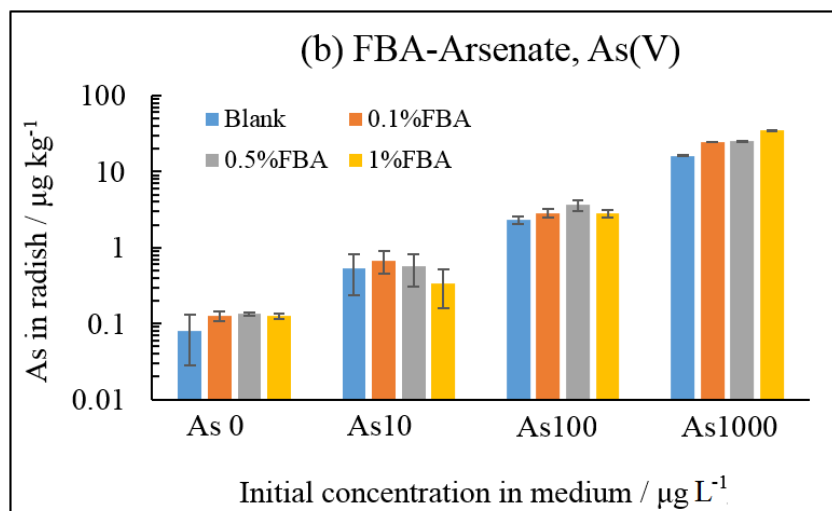 (b) FBA-Arsenate, As(V)
100
10
1
0.1
0.01
As in radish / µg kg⁻¹
Blank
0.1%FBA
0.5%FBA
1%FBA
As 0
As10
As100
As1000
Initial concentration in medium / µg L⁻¹